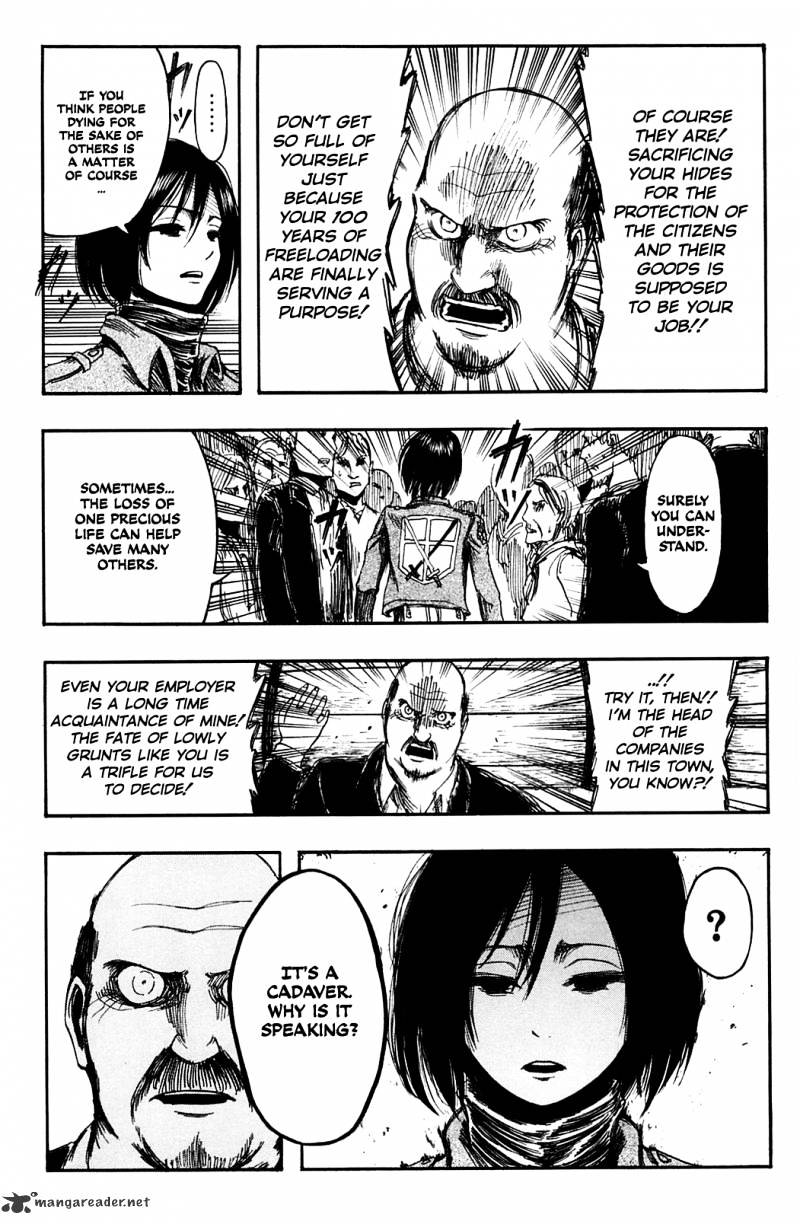 OF COURSE
THEY ARE!
SACRIFICING
YOUR HIDES
FOR THE
PROTECTION OF
THE CITIZENS
AND THEIR
GOODS IS
SUPPOSED
TO BE YOUR
JOB!!
DON'T GET
SO FULL OF
YOURSELF
JUST
BECAUSE
YOUR 100
YEARS OF
FREELOADING
ARE FINALLY
SERVING A
PURPOSE!
......
IF YOU
THINK PEOPLE
DYING FOR
THE SAKE OF
OTHERS IS
A MATTER
OF COURSE
...
SURELY
YOU CAN
UNDER-
STAND.
SOMETIMES...
THE LOSS OF
ONE PRECIOUS
LIFE CAN HELP
SAVE MANY
OTHERS.
...!!
TRY IT, THEN!!
I'M THE HEAD
OF THE
COMPANIES
IN THIS TOWN,
YOU KNOW?!
EVEN YOUR EMPLOYER
IS A LONG TIME
ACQUAINTANCE OF MINE!
THE FATE OF LOWLY
GRUNTS LIKE YOU IS
A TRIFLE FOR US
TO DECIDE!
?
IT'S A
CADAVER.
WHY IS IT
SPEAKING?
mangareader.net